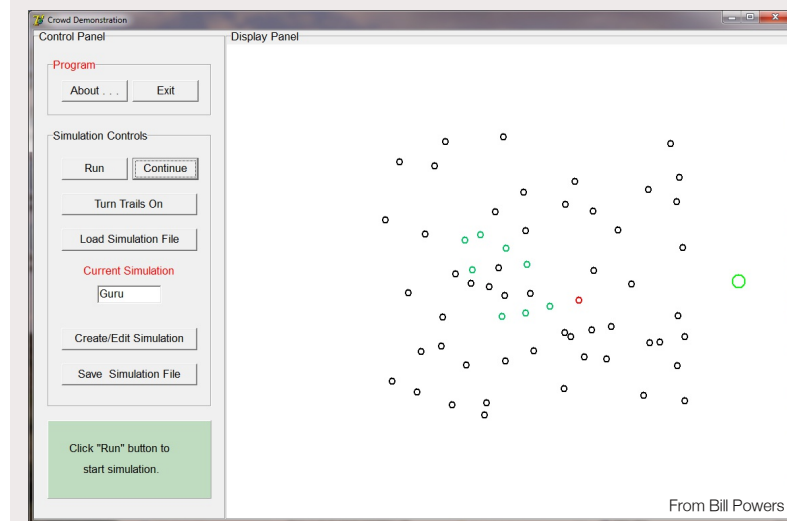 Crowd Demonstration
Control Panel
Display Panel
Program
About . . .
Exit
Simulation Controls
Run
Continue
Turn Trails On
Load Simulation File
Current Simulation
Guru
Create/Edit Simulation
Save Simulation File
Click "Run" button to
start simulation.
From Bill Powers